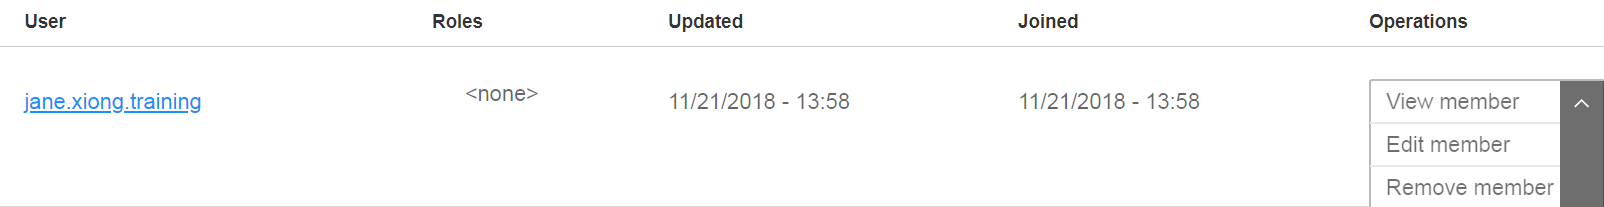 User Roles Updated Joined Operations
jane.xiong.training <none> 11/21/2018 - 13:58 11/21/2018 - 13:58 View member
Edit member
Remove member